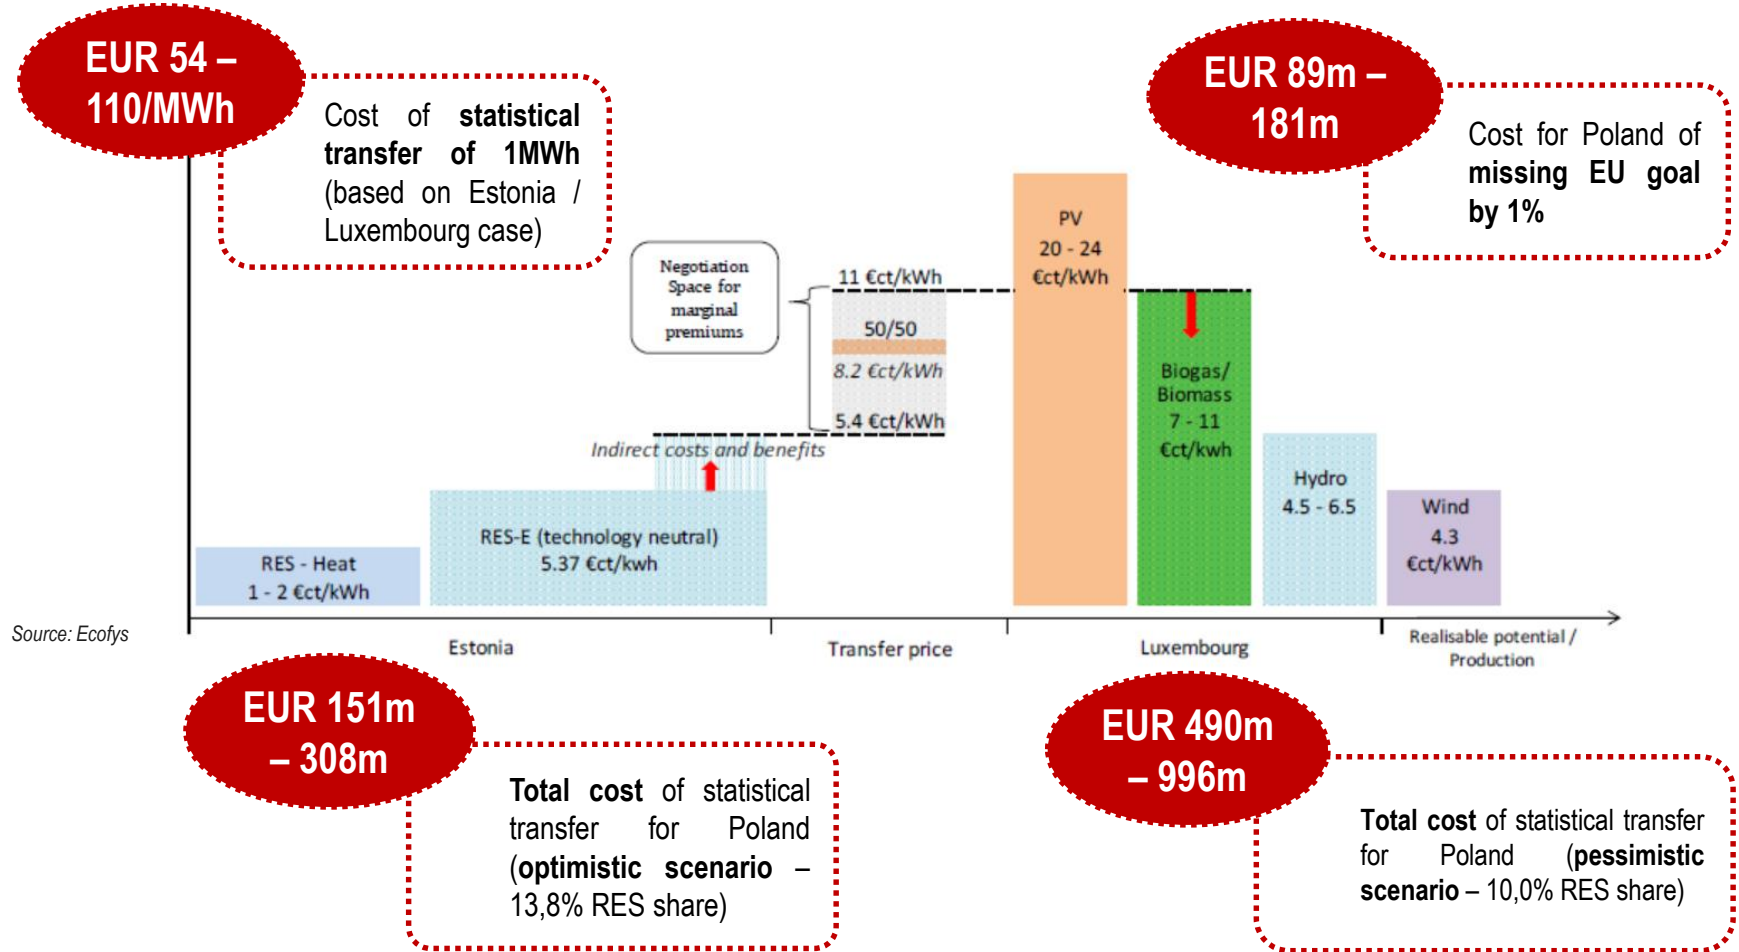 EUR 54 –
110/MWh
Cost of statistical
transfer of 1MWh
(based on Estonia /
Luxembourg case)
EUR 89m –
181m
Cost for Poland of
missing EU goal
by 1%
Negotiation
Space for
marginal
premiums
11 €ct/kWh
50/50
8.2 €ct/kWh
5.4 €ct/kWh
Indirect costs and benefits
RES - Heat
1 - 2 €ct/kWh
RES-E (technology neutral)
5.37 €ct/kwh
PV
20 - 24
€ct/kWh
Biogas/
Biomass
7 - 11
€ct/kwh
Hydro
4.5 - 6.5
Wind
4.3
€ct/kWh
Source: Ecofys
Estonia
Transfer price
Luxembourg
Realisable potential /
Production
EUR 151m
– 308m
Total cost of statistical
transfer for Poland
(optimistic scenario –
13,8% RES share)
EUR 490m
– 996m
Total cost of statistical transfer
for Poland (pessimistic
scenario – 10,0% RES share)